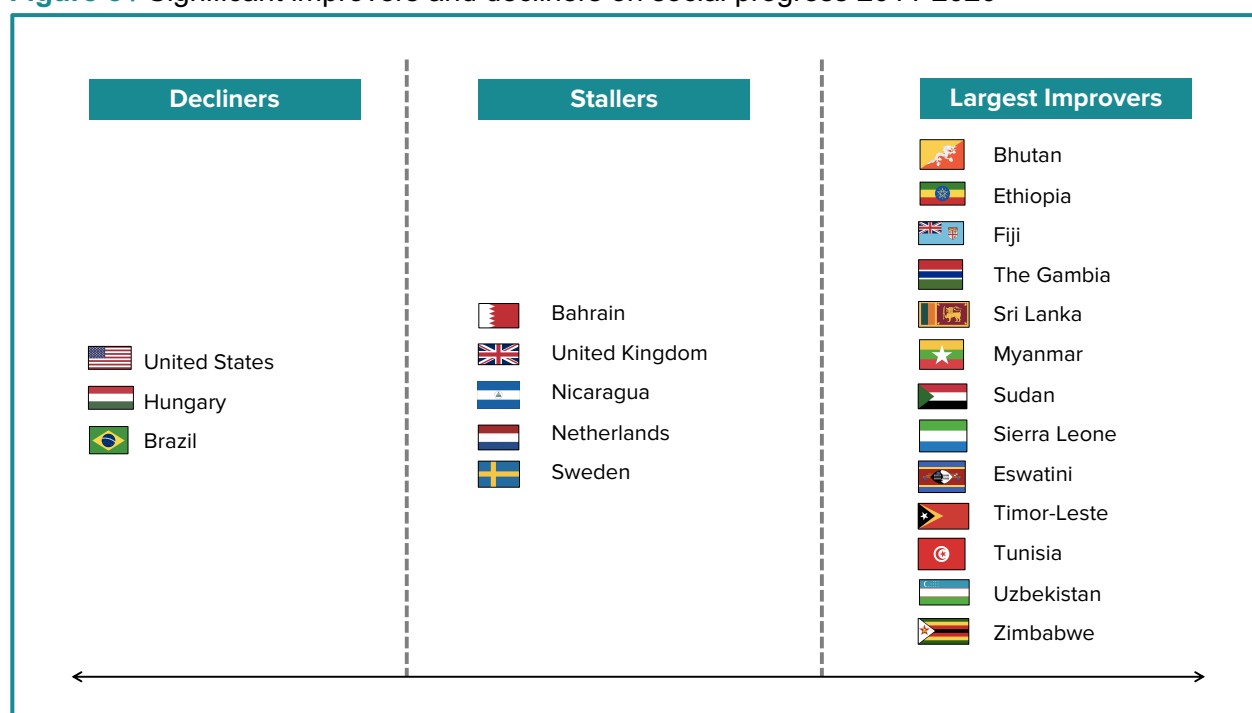 Decliners
Stallers
Largest Improvers
United States
Hungary
Brazil
Bahrain
United Kingdom
Nicaragua
Netherlands
Sweden
Bhutan
Ethiopia
Fiji
The Gambia
Sri Lanka
Myanmar
Sudan
Sierra Leone
Eswatini
Timor-Leste
Tunisia
Uzbekistan
Zimbabwe